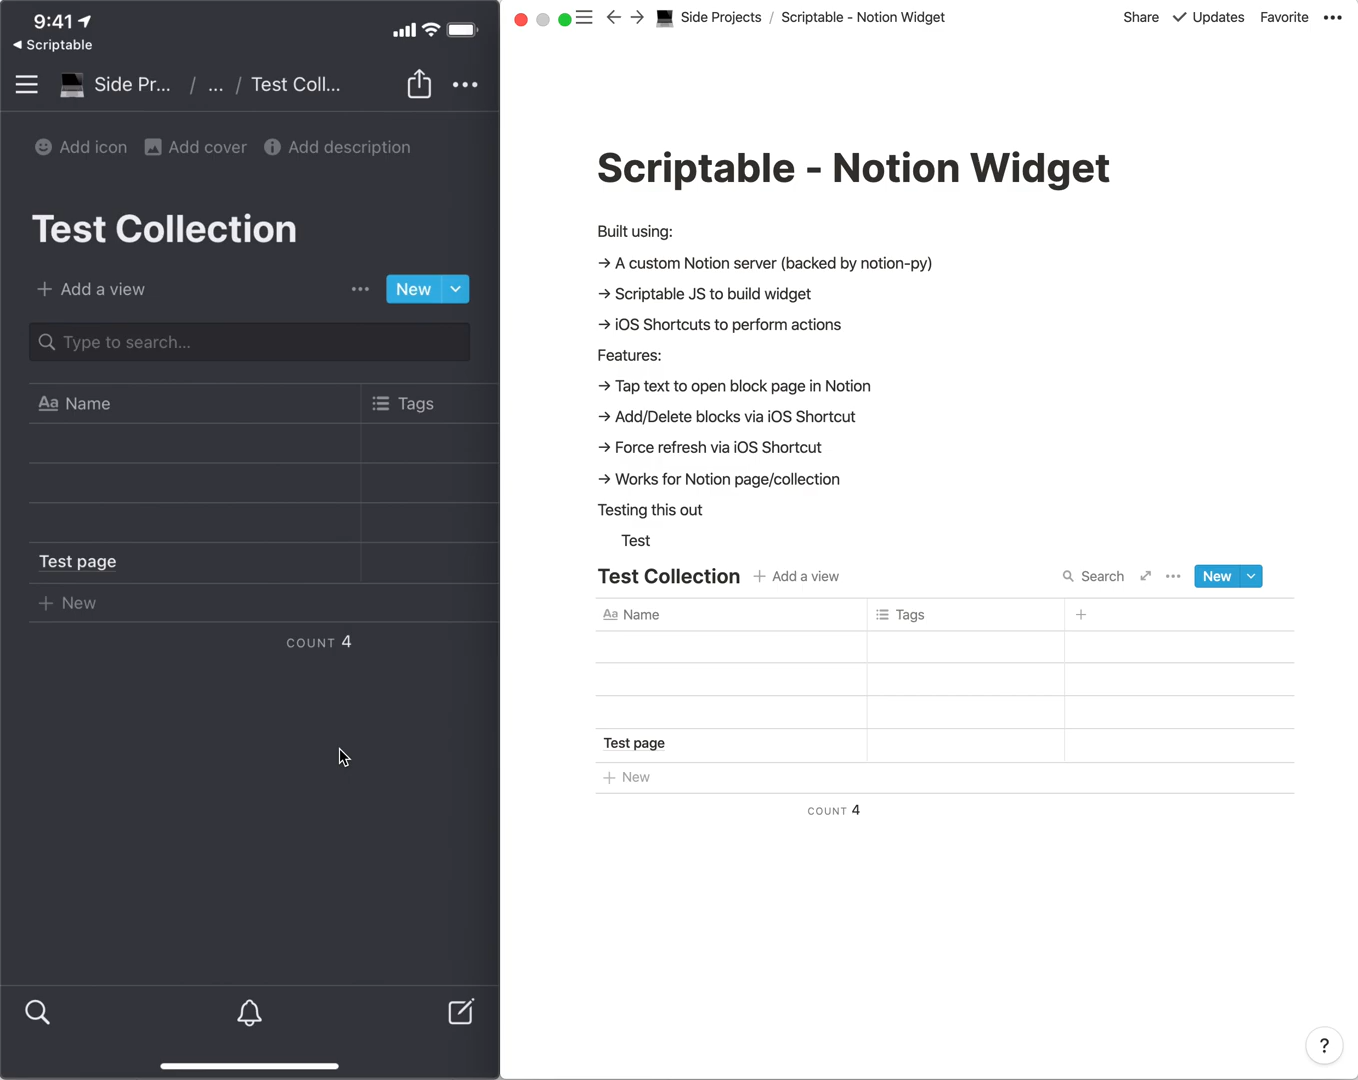 9:41
◀ Scriptable
Side Pr... / ... / Test Coll...
Add icon Add cover Add description
Test Collection
+ Add a view ... New
Type to search...
Aa Name Tags
Test page
+ New
COUNT 4
Side Projects / Scriptable - Notion Widget
Share ✓ Updates Favorite ...
Scriptable - Notion Widget
Built using:
→ A custom Notion server (backed by notion-py)
→ Scriptable JS to build widget
→ iOS Shortcuts to perform actions
Features:
→ Tap text to open block page in Notion
→ Add/Delete blocks via iOS Shortcut
→ Force refresh via iOS Shortcut
→ Works for Notion page/collection
Testing this out
Test
Test Collection + Add a view Search ... New
Aa Name Tags +
Test page
+ New
COUNT 4
?